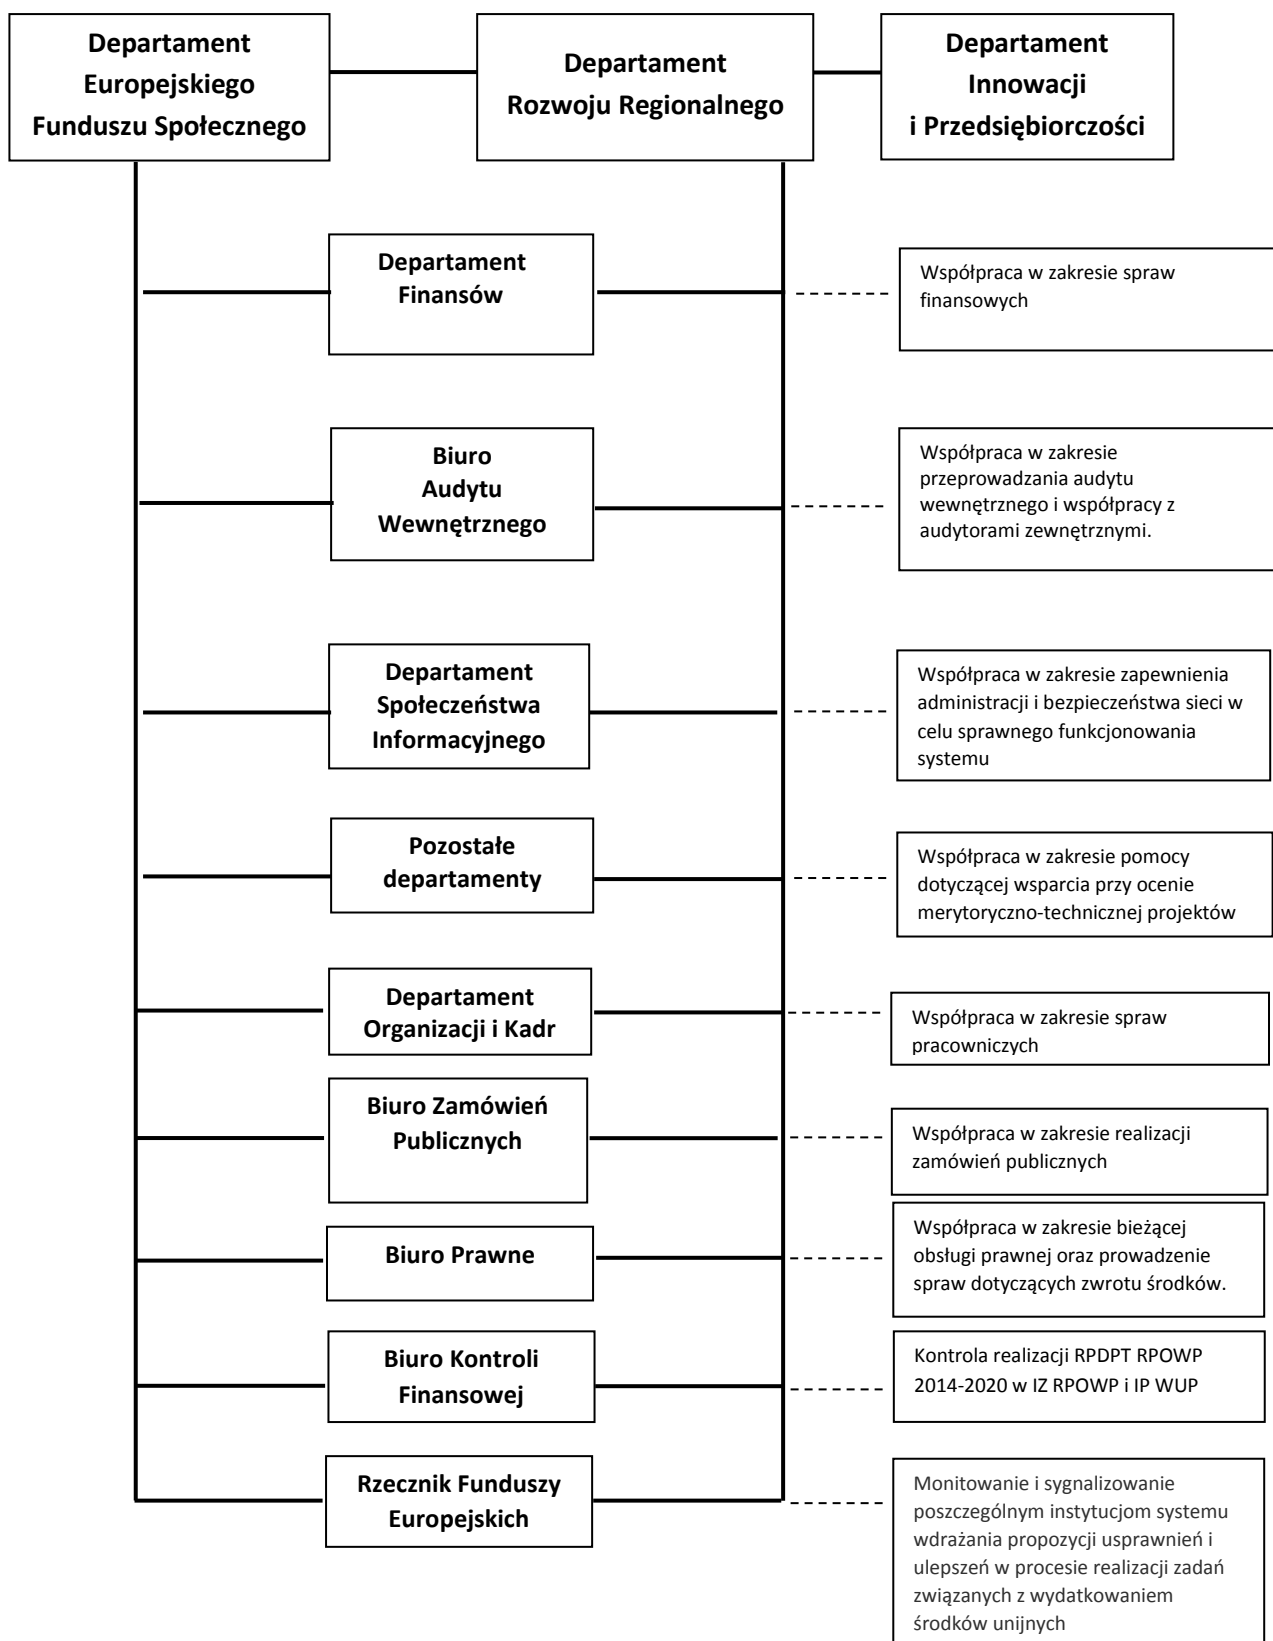 Departament
Europejskiego
Funduszu Społecznego
Departament
Rozwoju Regionalnego
Departament
Innowacji
i Przedsiębiorczości
Departament
Finansów
Współpraca w zakresie spraw
finansowych
Biuro
Audytu
Wewnętrznego
Współpraca w zakresie
przeprowadzania audytu
wewnętrznego i współpracy z
audytorami zewnętrznymi.
Departament
Społeczeństwa
Informacyjnego
Współpraca w zakresie zapewnienia
administracji i bezpieczeństwa sieci w
celu sprawnego funkcjonowania
systemu
Pozostałe
departamenty
Współpraca w zakresie pomocy
dotyczącej wsparcia przy ocenie
merytoryczno-technicznej projektów
Departament
Organizacji i Kadr
Współpraca w zakresie spraw
pracowniczych
Biuro Zamówień
Publicznych
Współpraca w zakresie realizacji
zamówień publicznych
Biuro Prawne
Współpraca w zakresie bieżącej
obsługi prawnej oraz prowadzenie
spraw dotyczących zwrotu środków.
Biuro Kontroli
Finansowej
Kontrola realizacji RPDPT RPOWP
2014-2020 w IZ RPOWP i IP WUP
Rzecznik Funduszy
Europejskich
Monitowanie i sygnalizowanie
poszczególnym instytucjom systemu
wdrażania propozycji usprawnień i
ulepszeń w procesie realizacji zadań
związanych z wydatkowaniem
środków unijnych